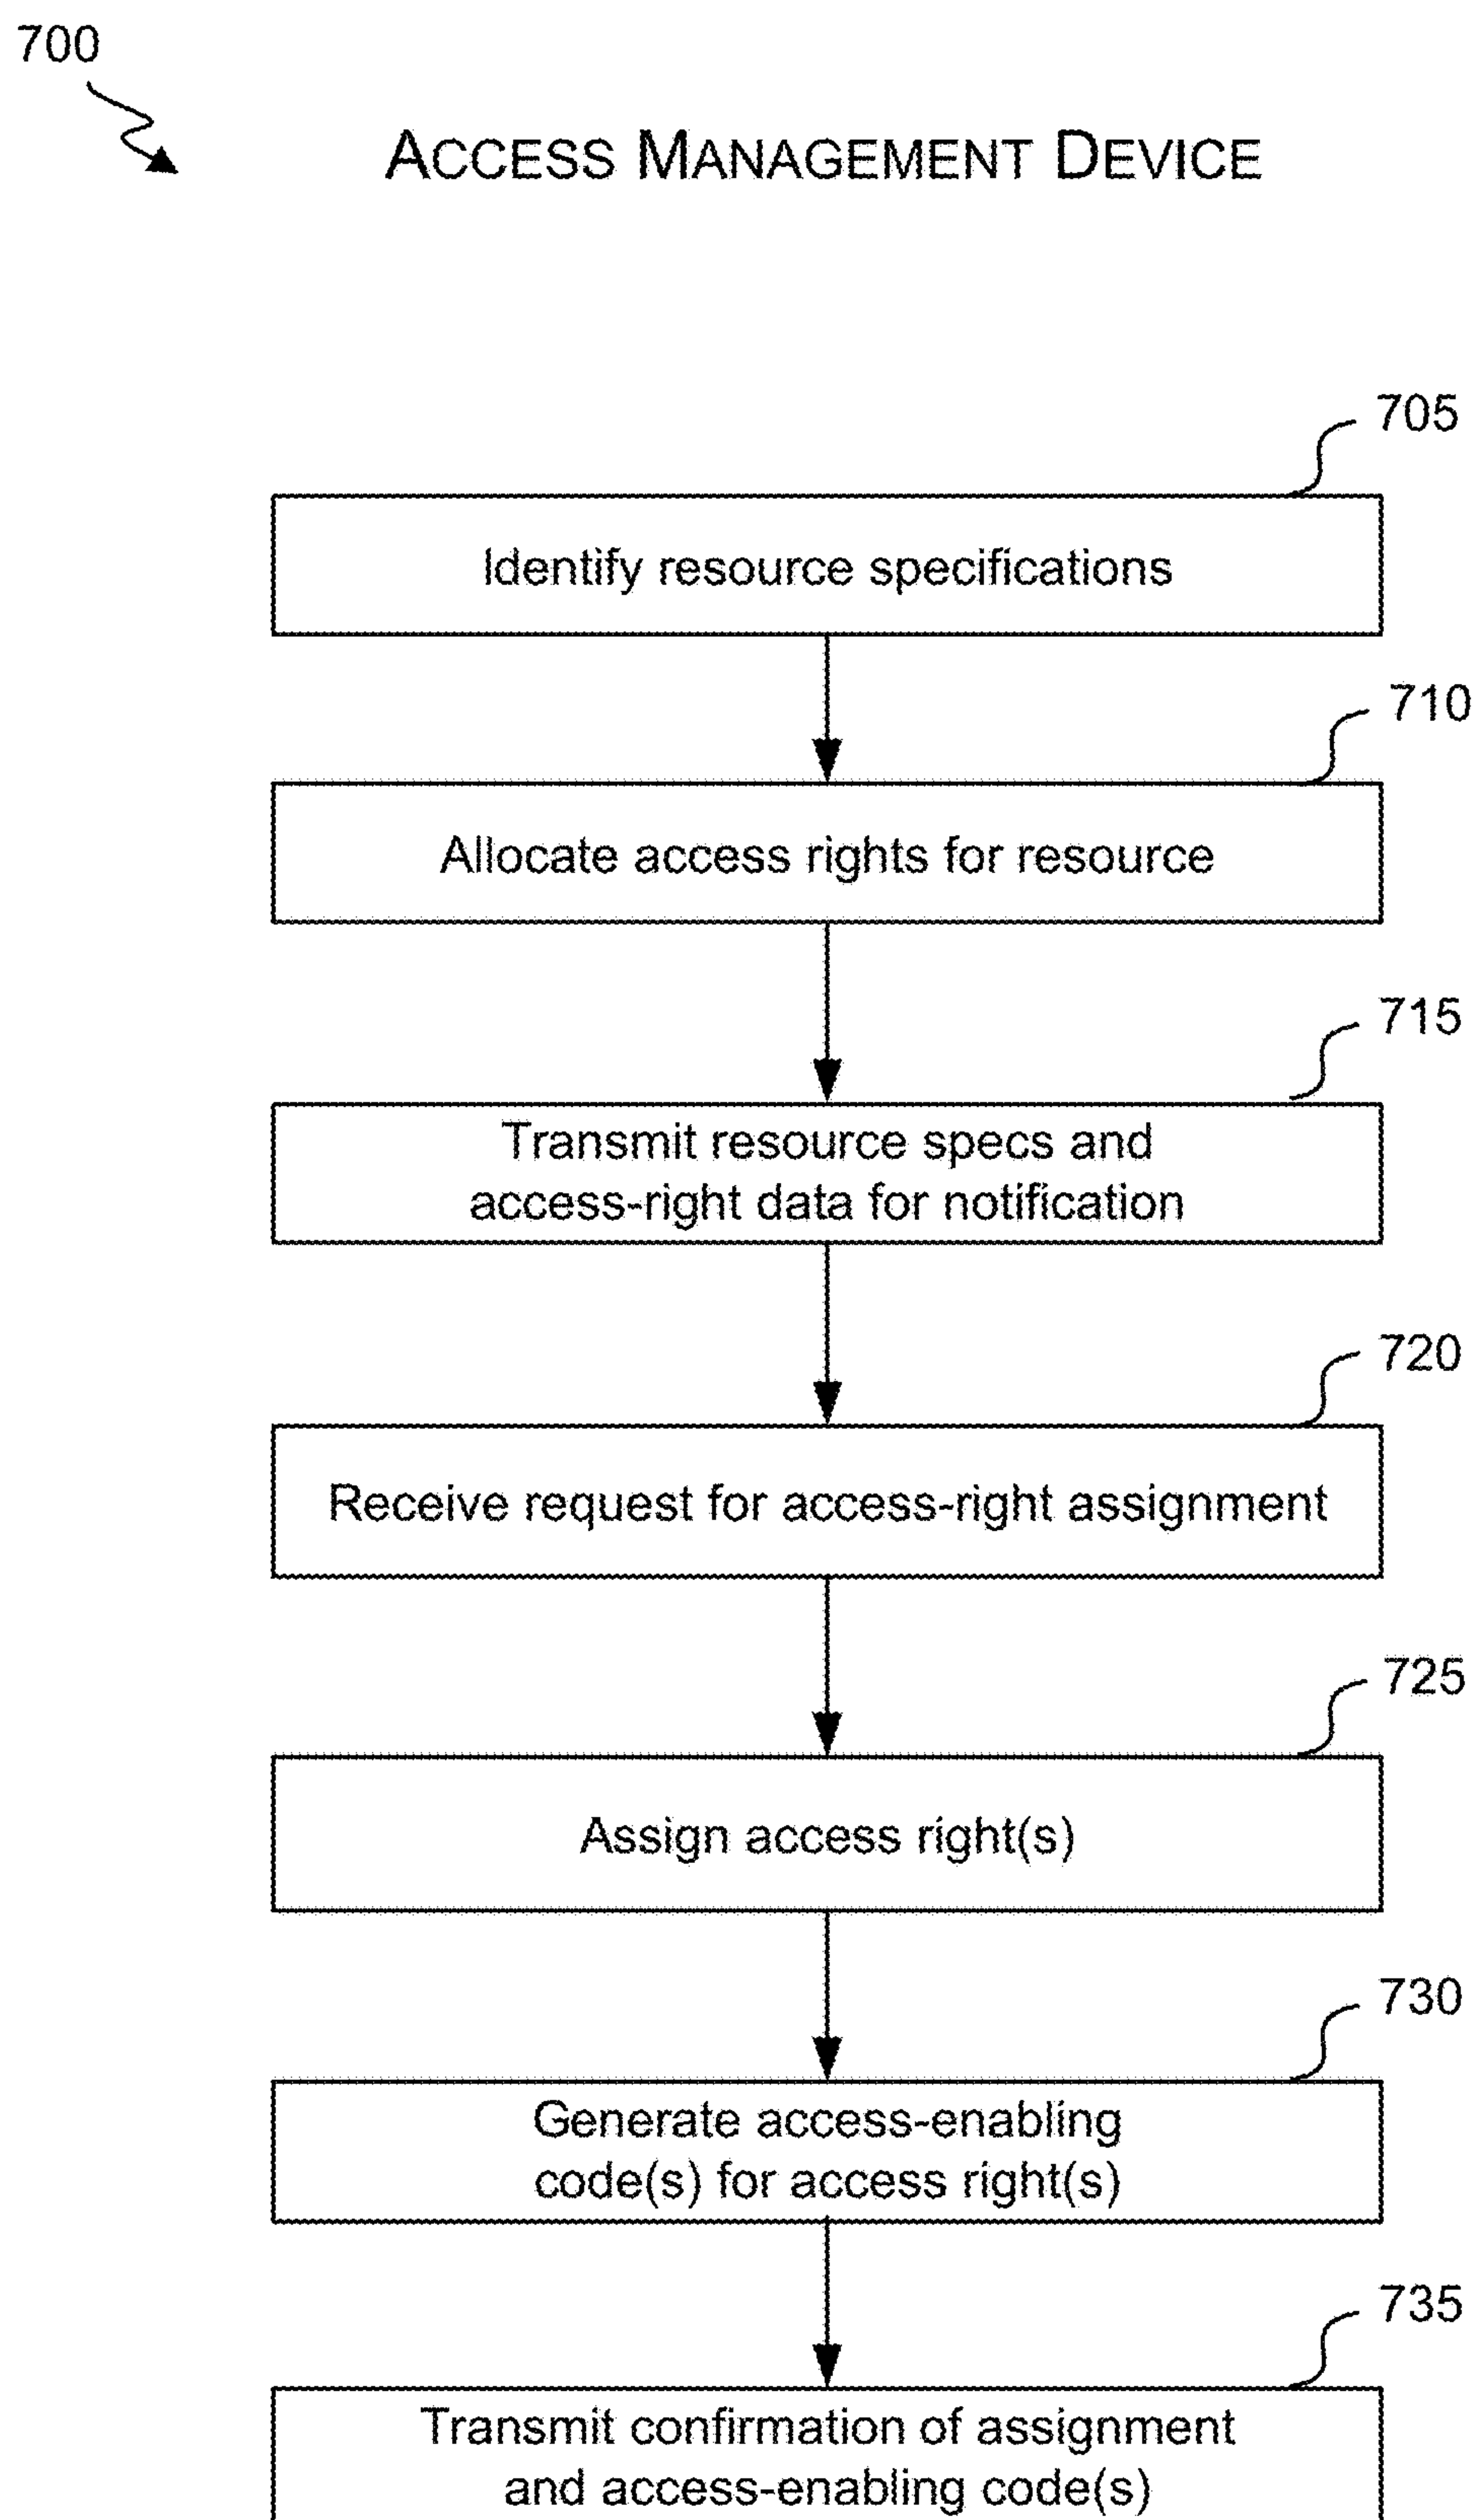 700
ACCESS MANAGEMENT DEVICE
705
Identify resource specifications
710
Allocate access rights for resource
715
Transmit resource specs and
access-right data for notification
720
Receive request for access-right assignment
725
Assign access right(s)
730
Generate access-enabling
code(s) for access right(s)
735
Transmit confirmation of assignment
and access-enabling code(s)